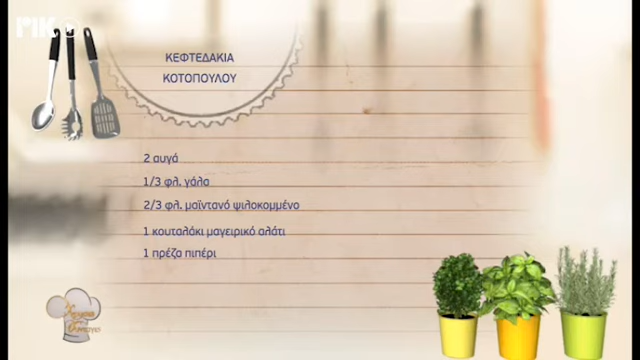 ΡΙΚ
ΚΕΦΤΕΔΑΚΙΑ
ΚΟΤΟΠΟΥΛΟΥ
2 αυγά
1/3 φλ. γάλα
2/3 φλ. μαϊντανό ψιλοκομμένο
1 κουταλάκι μαγειρικό αλάτι
1 πρέζα πιπέρι